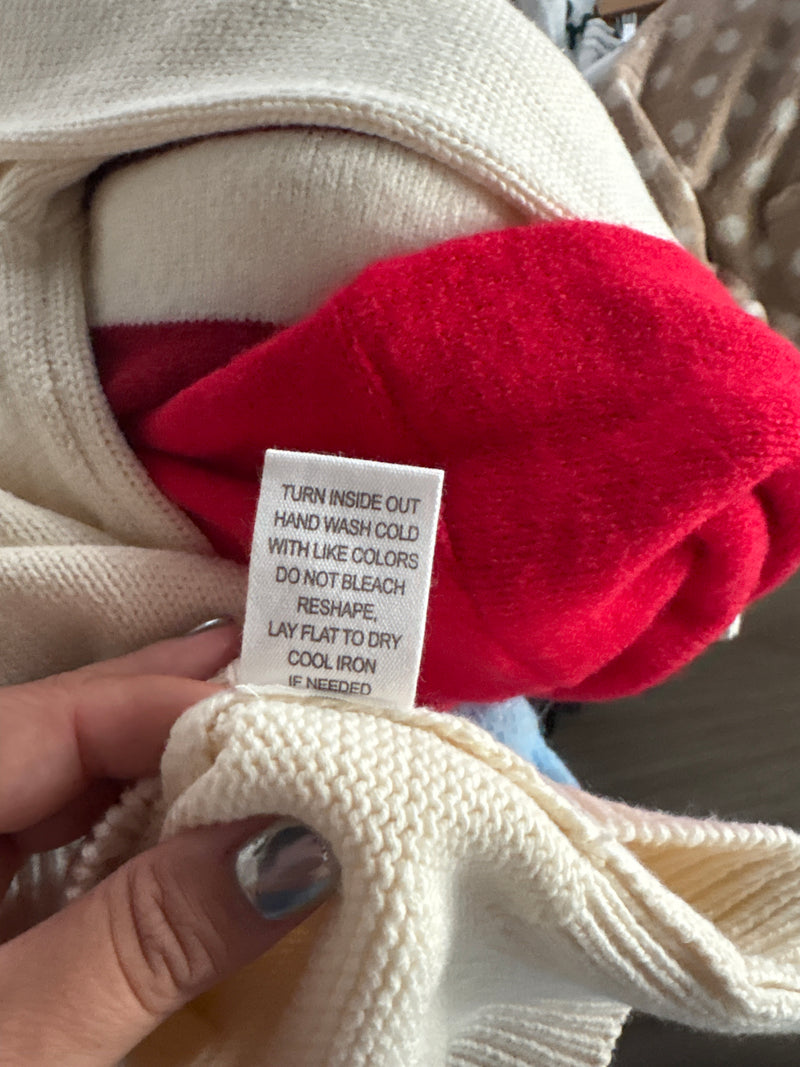 TURN INSIDE OUT
HAND WASH COLD
WITH LIKE COLORS
DO NOT BLEACH
RESHAPE,
LAY FLAT TO DRY
COOL IRON
IF NEEDED